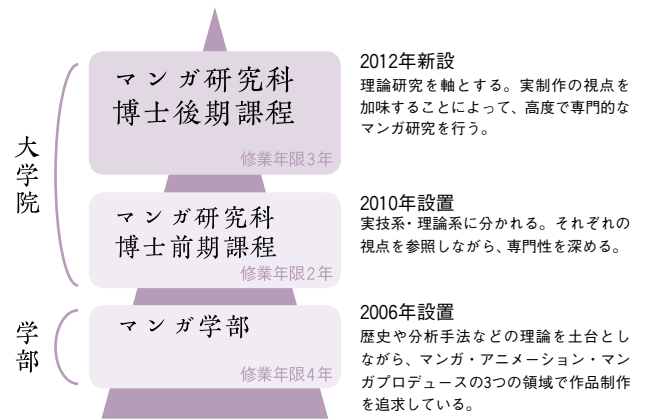 大学院
マンガ研究科
博士後期課程
修業年限3年
2012年新設
理論研究を軸とする。実制作の視点を
加味することによって、高度で専門的な
マンガ研究を行う。
マンガ研究科
博士前期課程
修業年限2年
2010年設置
実技系・理論系に分かれる。それぞれの
視点を参照しながら、専門性を深める。
学部
マンガ学部
修業年限4年
2006年設置
歴史や分析手法などの理論を土台とし
ながら、マンガ・アニメーション・マン
ガプロデュースの3つの領域で作品制作
を追求している。